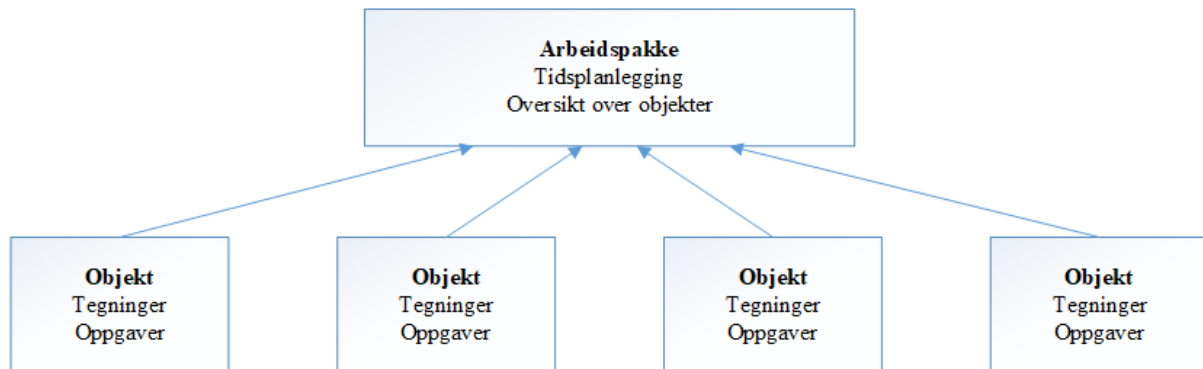 Arbeidspakke
Tidsplanlegging
Oversikt over objekter
Objekt
Tegninger
Oppgaver
Objekt
Tegninger
Oppgaver
Objekt
Tegninger
Oppgaver
Objekt
Tegninger
Oppgaver